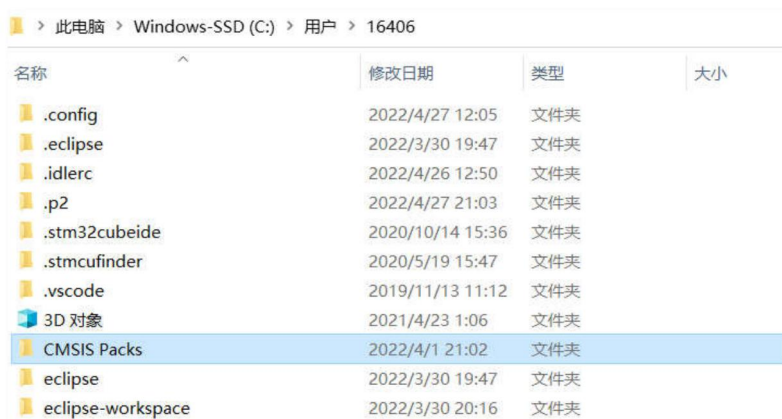 此电脑 > Windows-SSD (C:) > 用户 > 16406
名称 修改日期 类型 大小
.config 2022/4/27 12:05 文件夹
.eclipse 2022/3/30 19:47 文件夹
.idlerc 2022/4/26 12:50 文件夹
.p2 2022/4/27 21:03 文件夹
.stm32cubeide 2020/10/14 15:36 文件夹
.stmcufinder 2020/5/19 15:47 文件夹
.vscode 2019/11/13 11:12 文件夹
3D 对象 2021/4/23 1:06 文件夹
CMSIS Packs 2022/4/1 21:02 文件夹
eclipse 2022/3/30 19:47 文件夹
eclipse-workspace 2022/3/30 20:16 文件夹